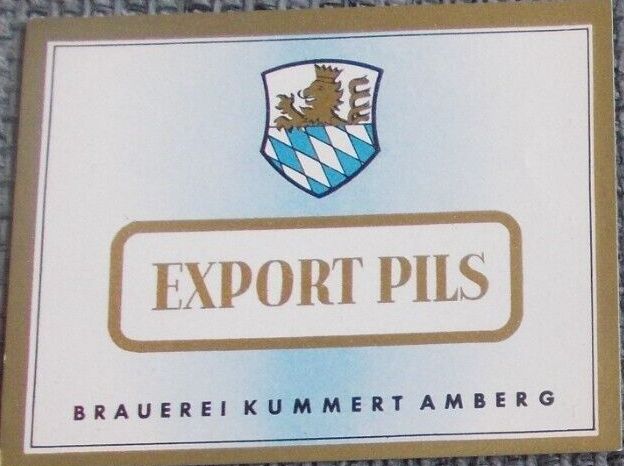 EXPORT PILS
BRAUEREI KUMMERT AMBERG